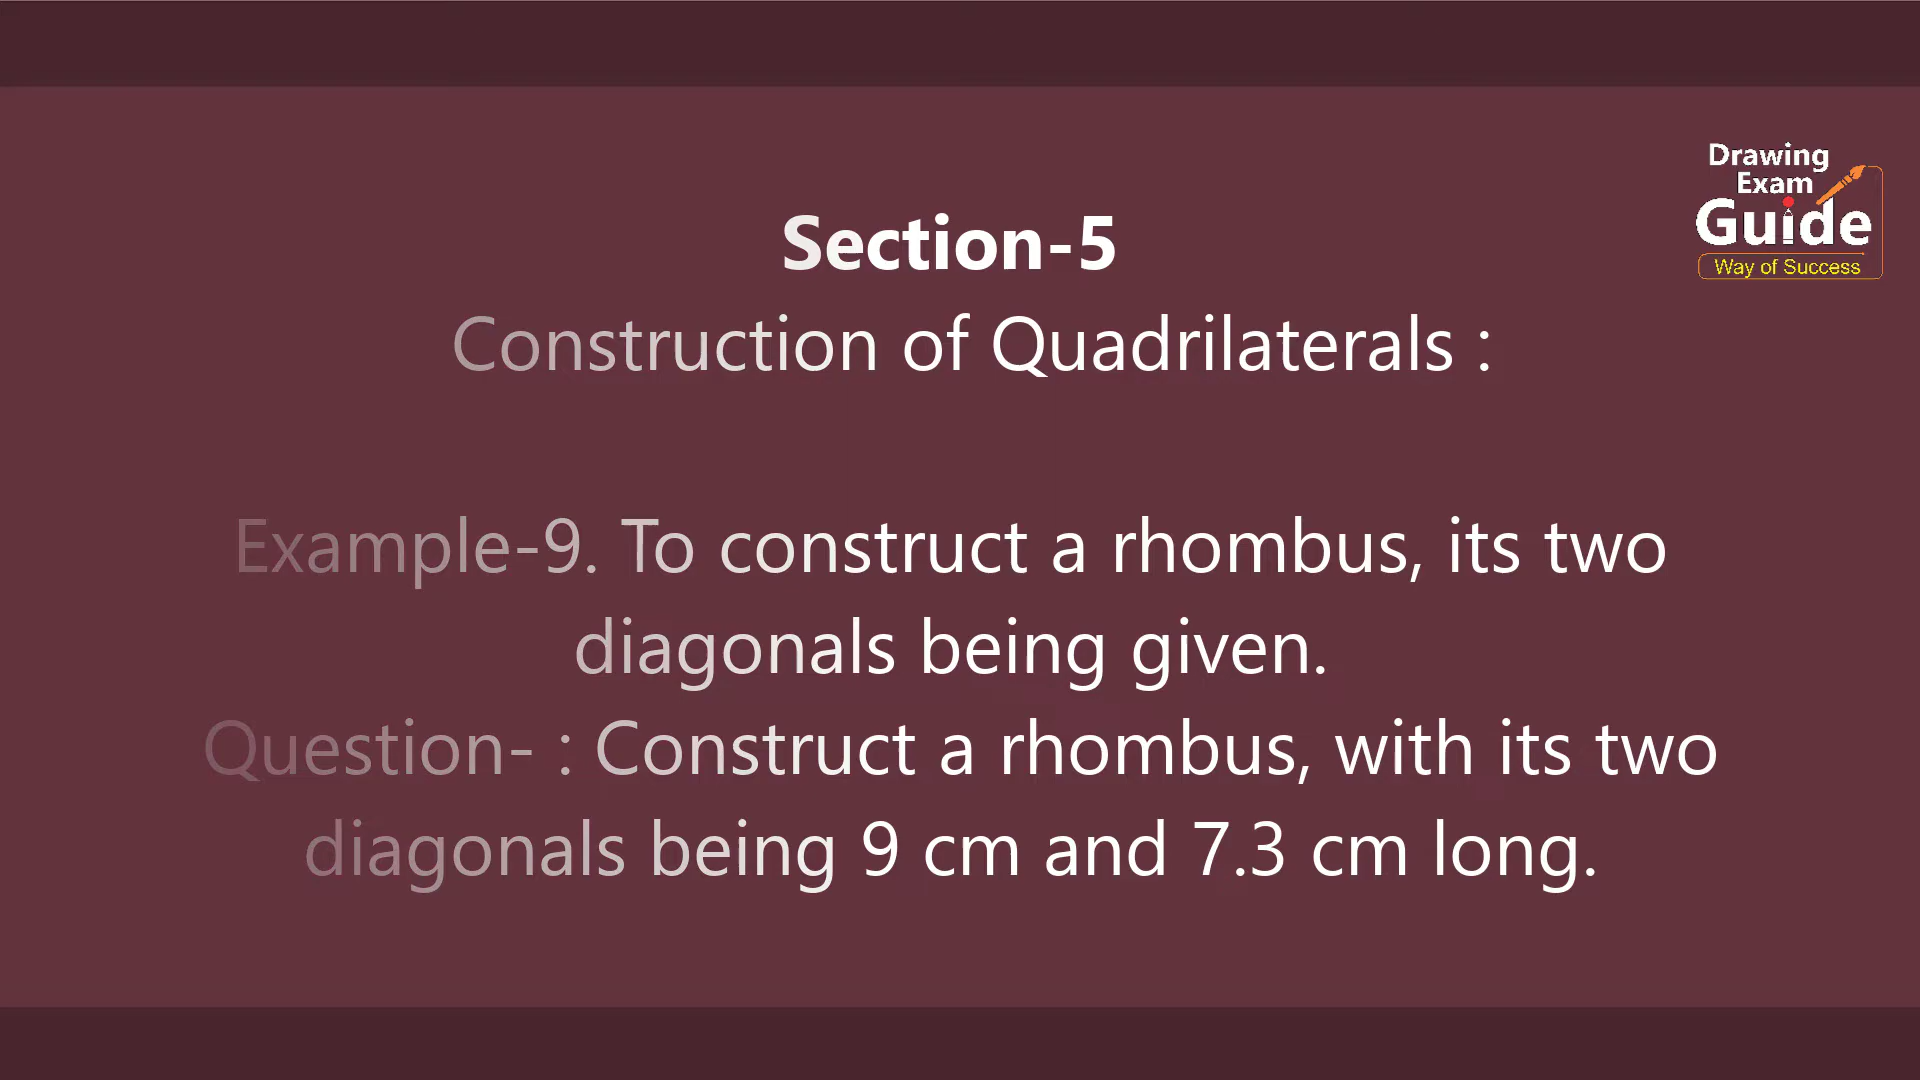 Drawing
Exam
Guide
Way of Success
Section-5
Construction of Quadrilaterals :
Example-9. To construct a rhombus, its two
diagonals being given.
Question- : Construct a rhombus, with its two
diagonals being 9 cm and 7.3 cm long.